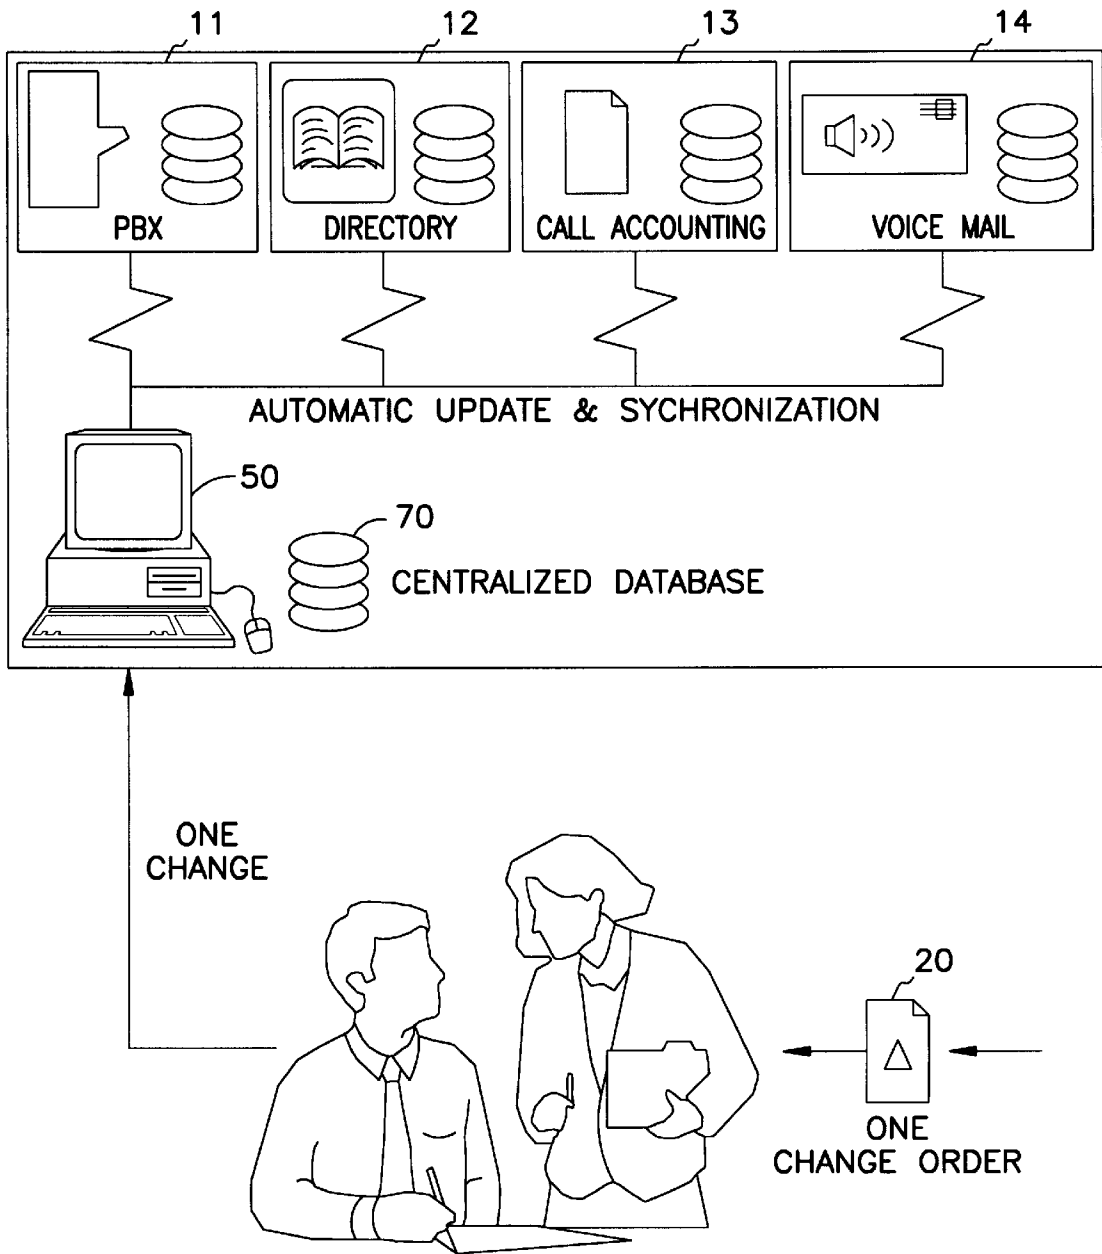 11 12 13 14
PBX DIRECTORY CALL ACCOUNTING VOICE MAIL
AUTOMATIC UPDATE & SYCHRONIZATION
50
70
CENTRALIZED DATABASE
ONE
CHANGE
20
ONE
CHANGE ORDER